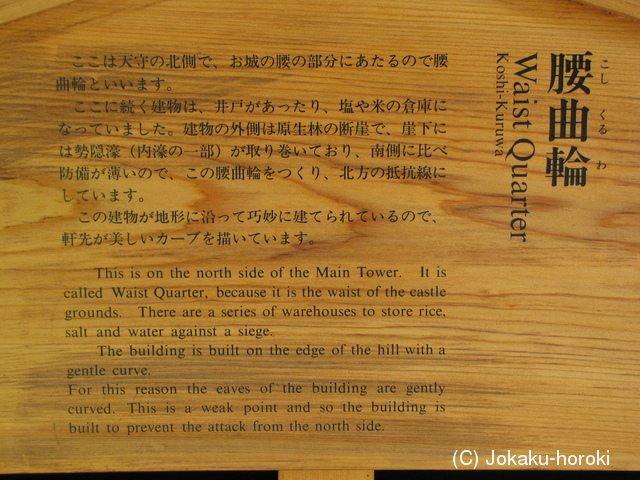 腰曲輪
こしくるわ
Waist Quarter
Koshi-Kuruwa
ここは天守の北側で、お城の腰の部分にあたるので腰
曲輪といいます。
ここに続く建物は、井戸があったり、塩や米の倉庫に
なっていました。建物の外側は原生林の断崖で、崖下に
は勢隠濠（内濠の一部）が取り巻いており、南側に比べ
防備が薄いので、この腰曲輪をつくり、北方の抵抗線に
しています。
この建物が地形に沿って巧妙に建てられているので、
軒先が美しいカーブを描いています。
This is on the north side of the Main Tower. It is
called Waist Quarter, because it is the waist of the castle
grounds. There are a series of warehouses to store rice,
salt and water against a siege.
The building is built on the edge of the hill with a
gentle curve.
For this reason the eaves of the building are gently
curved. This is a weak point and so the building is
built to prevent the attack from the north side.
(C) Jokaku-horoki